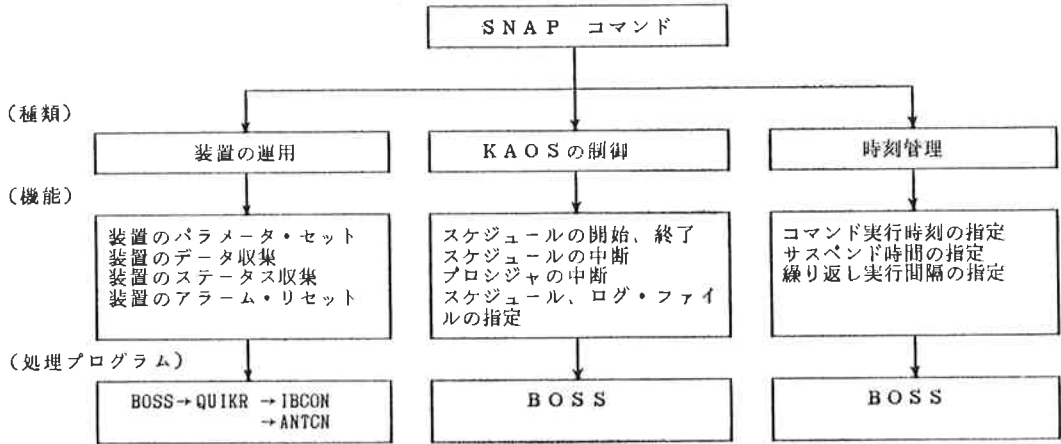 SNAP コマンド
(種類)
装置の運用
KAOSの制御
時刻管理
(機能)
装置のパラメータ・セット
装置のデータ収集
装置のステータス収集
装置のアラーム・リセット
スケジュールの開始、終了
スケジュールの中断
プロシジャの中断
スケジュール、ログ・ファイ
ルの指定
コマンド実行時刻の指定
サスペンド時間の指定
繰り返し実行間隔の指定
(処理プログラム)
BOSS→QUIKR →IBCON
→ANTCN
BOSS
BOSS